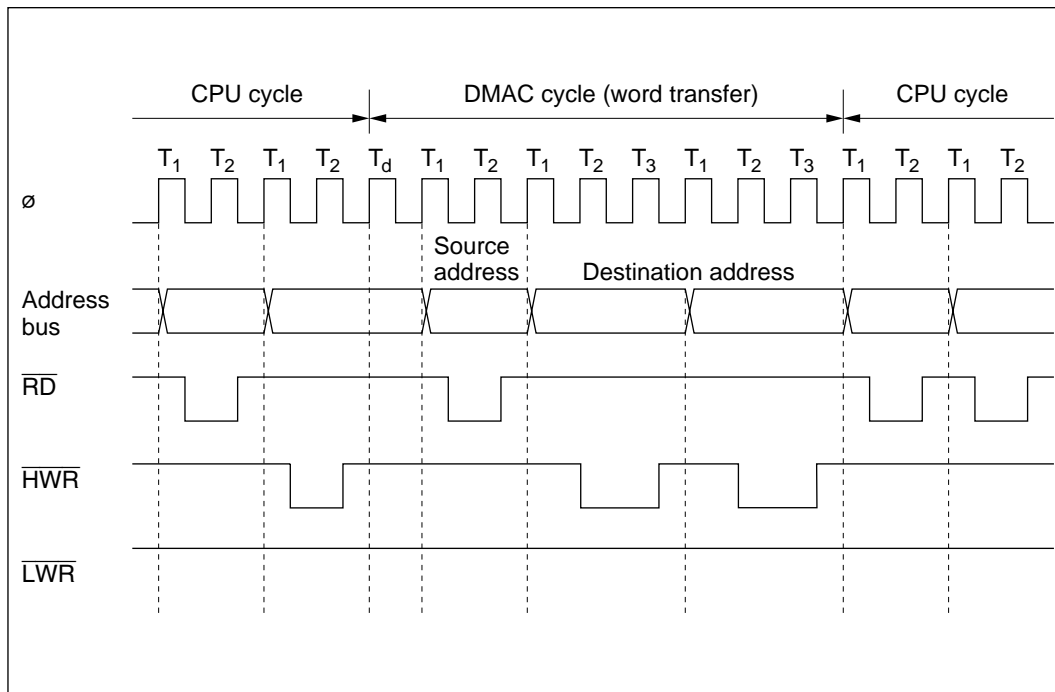 CPU cycle DMAC cycle (word transfer) CPU cycle
T1 T2 T1 T2 Td T1 T2 T1 T2 T3 T1 T2 T3 T1 T2 T1 T2
ø
Source
address Destination address
Address
bus
RD
HWR
LWR